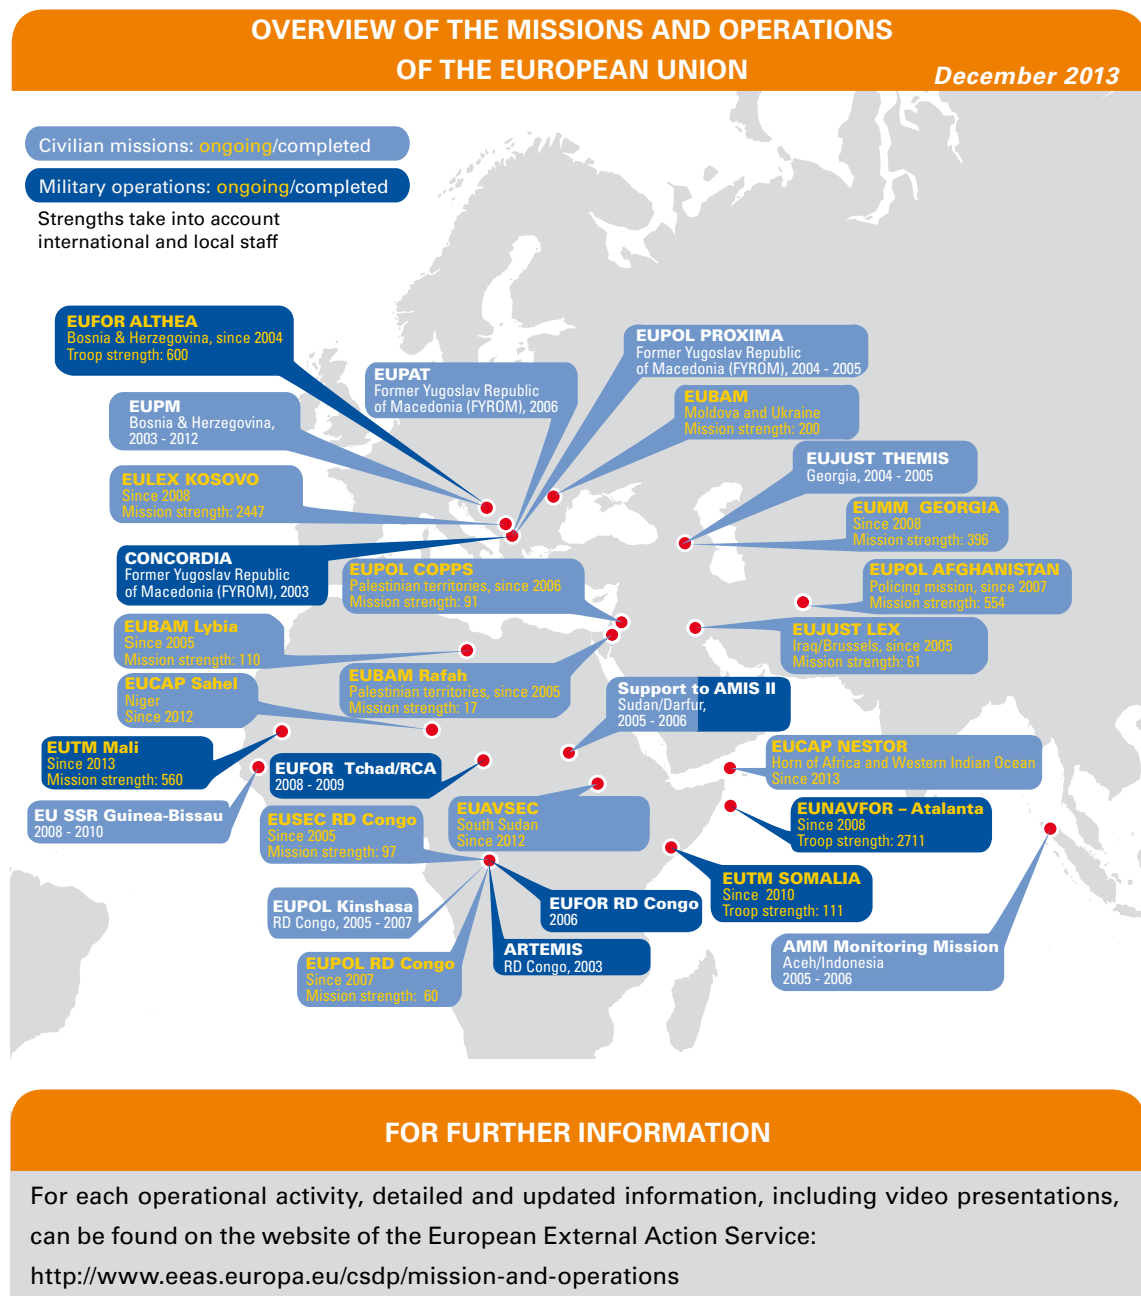 OVERVIEW OF THE MISSIONS AND OPERATIONS
OF THE EUROPEAN UNION
December 2013
Civilian missions: ongoing/completed
Military operations: ongoing/completed
Strengths take into account
international and local staff
EUFOR ALTHEA
Bosnia & Herzegovina, since 2004
Troop strength: 600
EUPOL PROXIMA
Former Yugoslav Republic
of Macedonia (FYROM), 2004 - 2005
EUPAT
Former Yugoslav Republic
of Macedonia (FYROM), 2006
EUBAM
Moldova and Ukraine
Mission strength: 200
EUPM
Bosnia & Herzegovina,
2003 - 2012
EUJUST THEMIS
Georgia, 2004 - 2005
EULEX KOSOVO
Since 2008
Mission strength: 2447
EUMM GEORGIA
Since 2008
Mission strength: 396
CONCORDIA
Former Yugoslav Republic
of Macedonia (FYROM), 2003
EUPOL COPPS
Palestinian territories, since 2006
Mission strength: 91
EUPOL AFGHANISTAN
Policing mission, since 2007
Mission strength: 554
EUBAM Lybia
Since 2005
Mission strength: 110
EUJUST LEX
Iraq/Brussels, since 2005
Mission strength: 61
EUCAP Sahel
Niger
Since 2012
EUBAM Rafah
Palestinian territories, since 2005
Mission strength: 17
Support to AMIS II
Sudan/Darfur,
2005 - 2006
EUTM Mali
Since 2013
Mission strength: 560
EUFOR Tchad/RCA
2008 - 2009
EUCAP NESTOR
Horn of Africa and Western Indian Ocean
Since 2013
EU SSR Guinea-Bissau
2008 - 2010
EUSEC RD Congo
Since 2005
Mission strength: 97
EUAVSEC
South Sudan
Since 2012
EUNAVFOR – Atalanta
Since 2008
Troop strength: 2711
EUTM SOMALIA
Since 2010
Troop strength: 111
EUPOL Kinshasa
RD Congo, 2005 - 2007
EUFOR RD Congo
2006
ARTEMIS
RD Congo, 2003
AMM Monitoring Mission
Aceh/Indonesia
2005 - 2006
EUPOL RD Congo
Since 2007
Mission strength: 60
FOR FURTHER INFORMATION
For each operational activity, detailed and updated information, including video presentations,
can be found on the website of the European External Action Service:
http://www.eeas.europa.eu/csdp/mission-and-operations